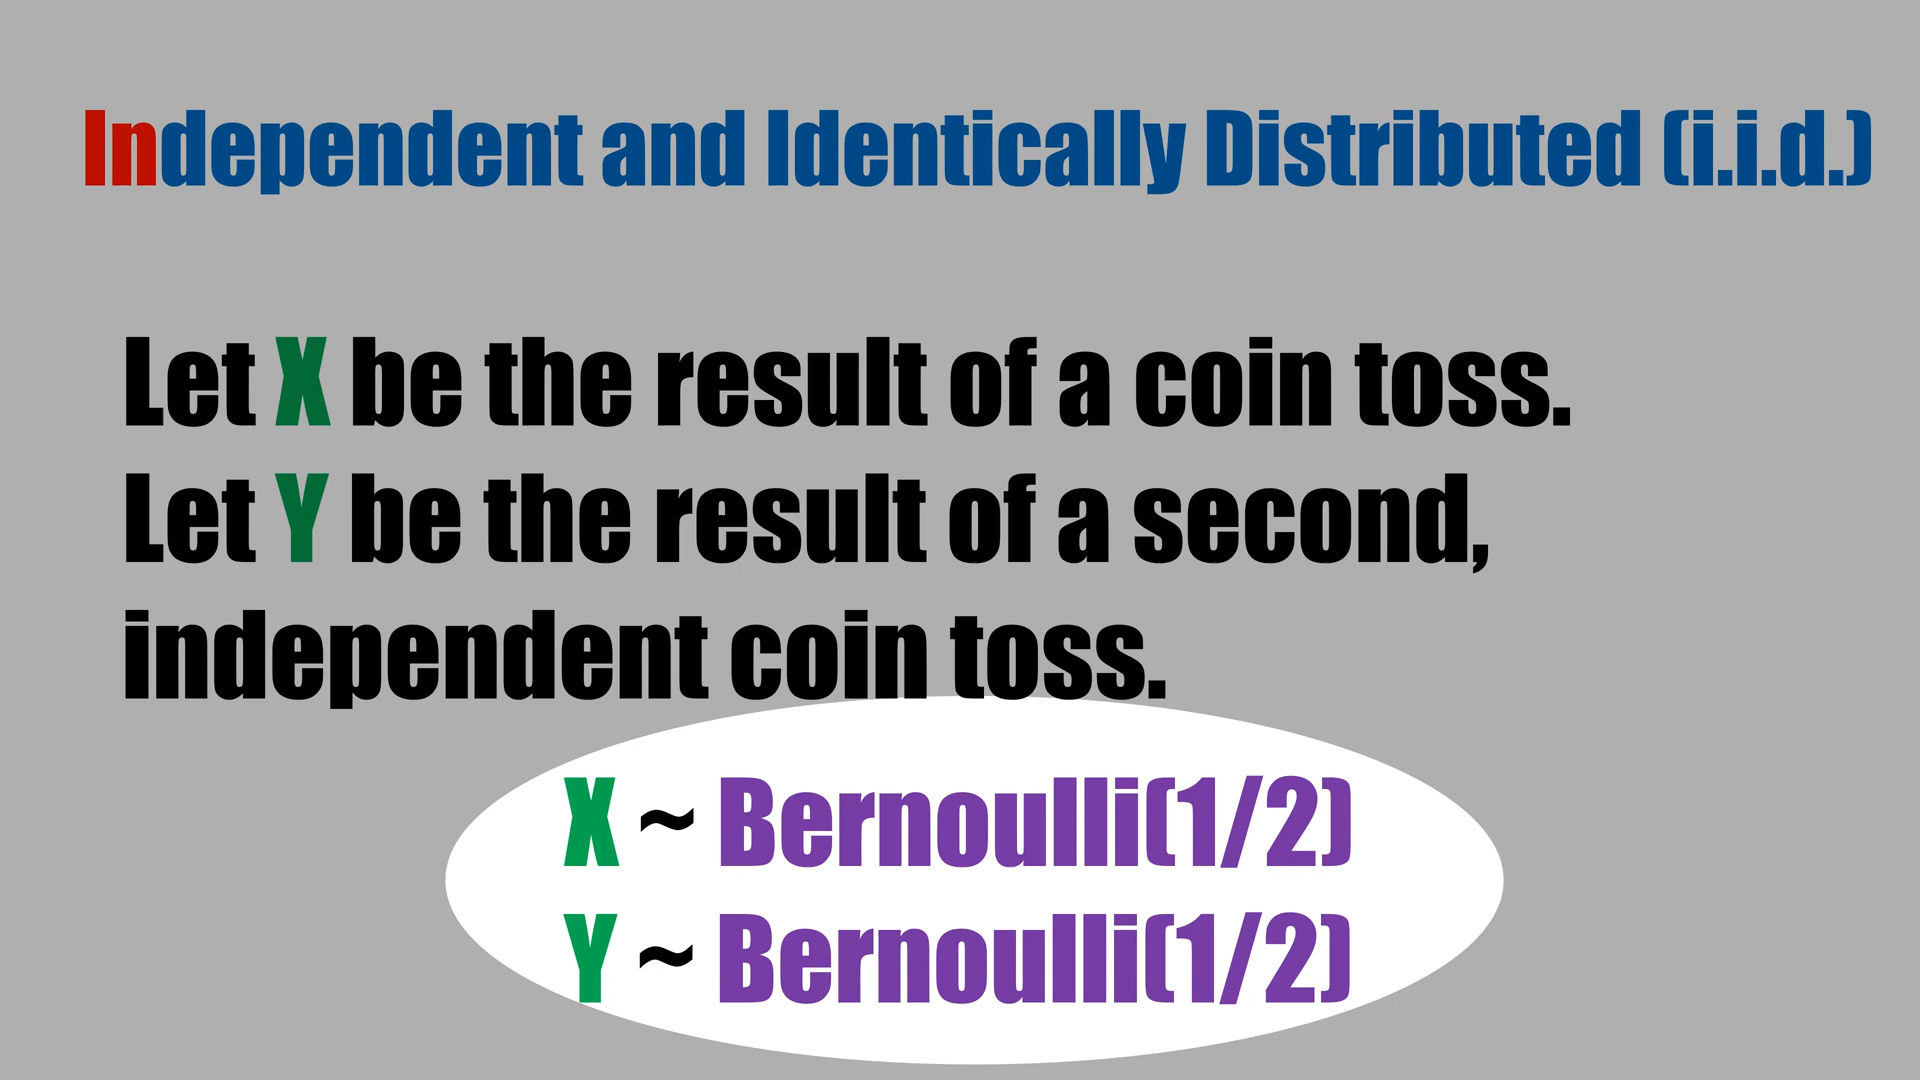 Independent and Identically Distributed (i.i.d.)
Let X be the result of a coin toss.
Let Y be the result of a second,
independent coin toss.
X ~ Bernoulli(1/2)
Y ~ Bernoulli(1/2)